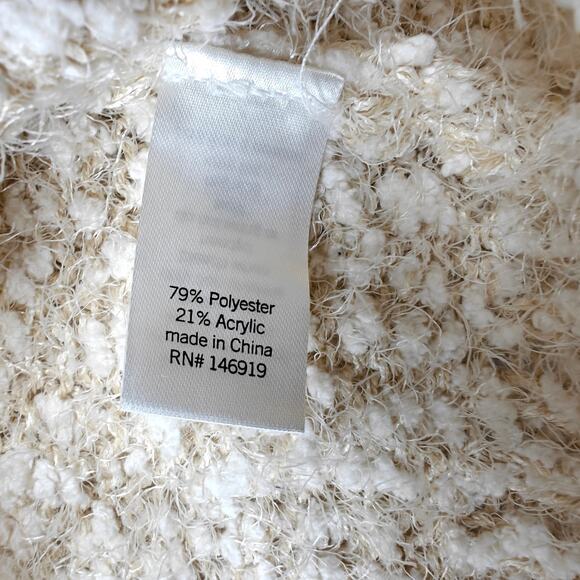 79% Polyester
21% Acrylic
made in China
RN# 146919